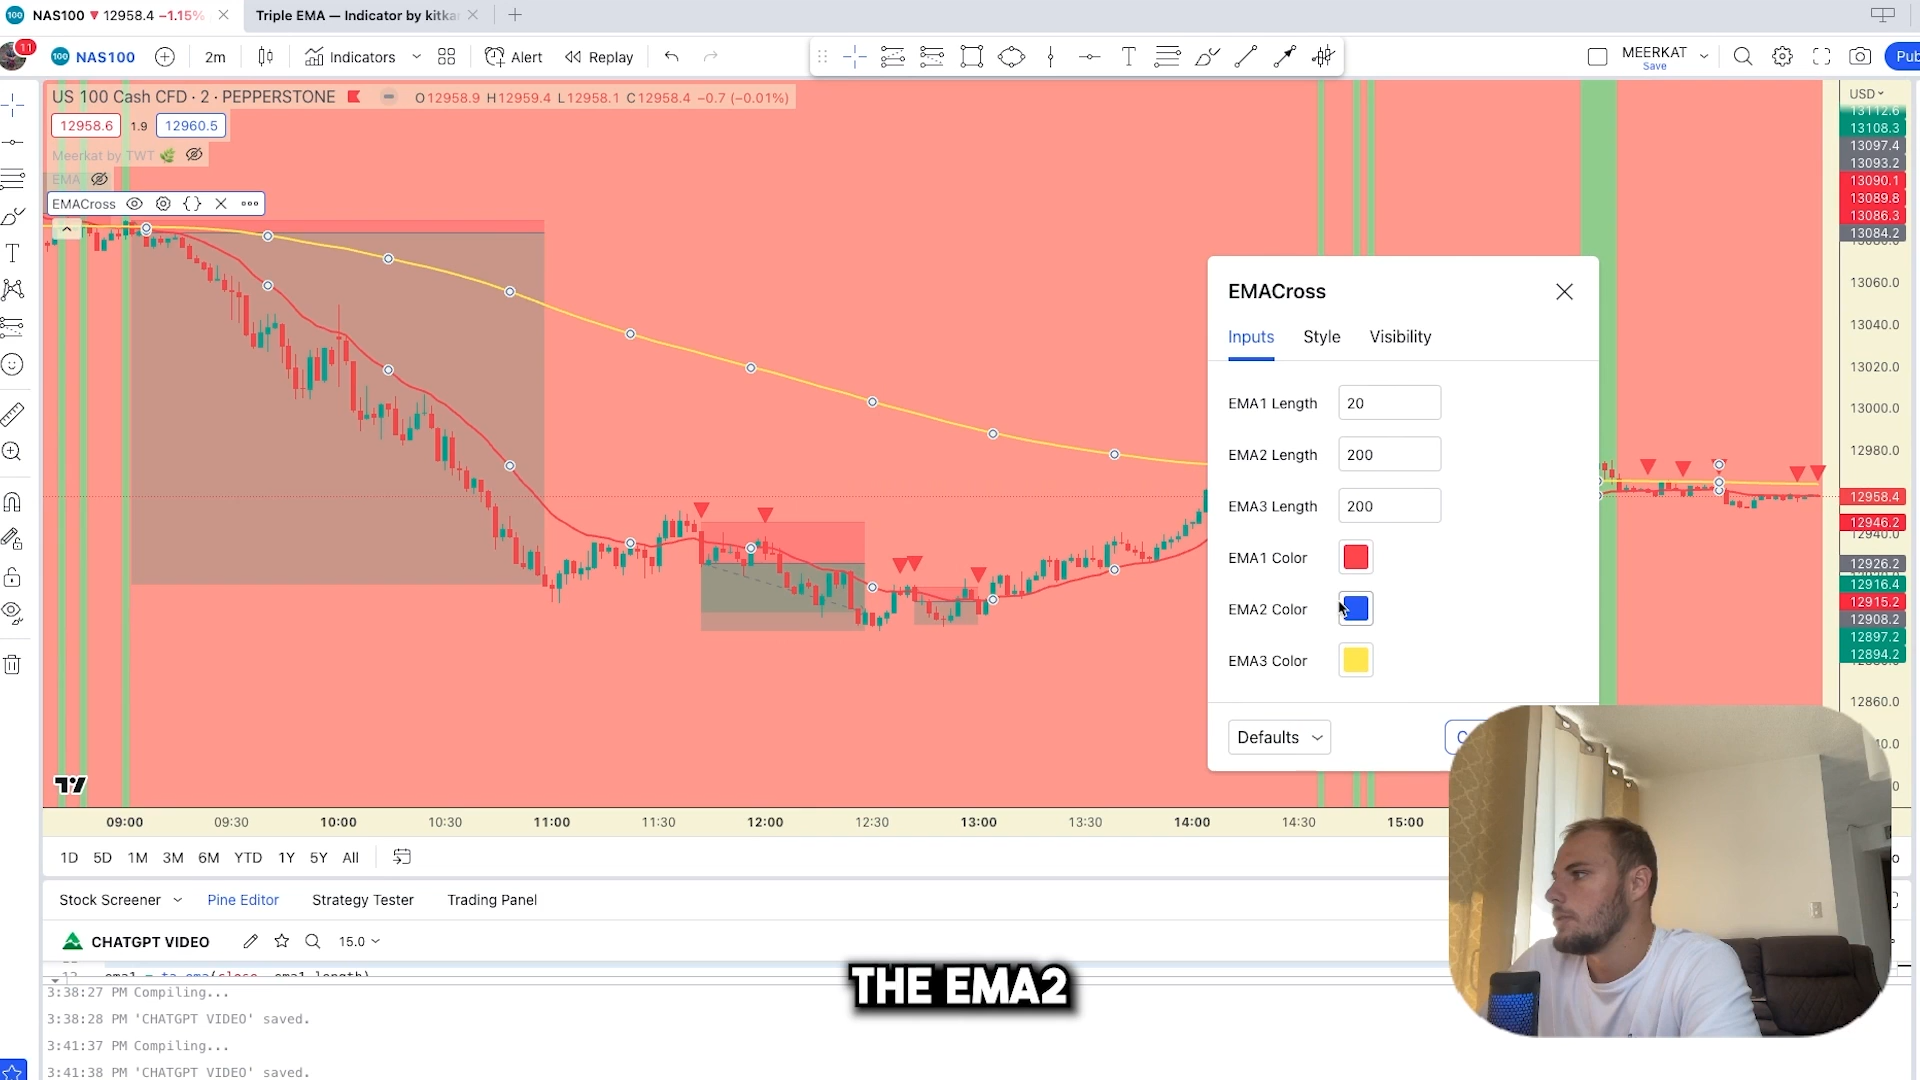 NAS100 ▼ 12958.4 −1.15%
Triple EMA — Indicator by kitka
11
100 NAS100
2m
Indicators
Alert
Replay
MEERKAT
Save
Pub
US 100 Cash CFD · 2 · PEPPERSTONE
O12958.9 H12959.4 L12958.1 C12958.4 −0.7 (−0.01%)
12958.6
1.9
12960.5
Meerkat by TWT
EMA
EMACross
USD
13112.6
13108.3
13097.4
13093.2
13090.1
13089.8
13086.3
13084.2
13060.0
13040.0
13020.0
13000.0
12980.0
12958.4
12946.2
12940.0
12926.2
12916.4
12915.2
12908.2
12897.2
12894.2
12860.0
EMACross
Inputs
Style
Visibility
EMA1 Length
20
EMA2 Length
200
EMA3 Length
200
EMA1 Color
EMA2 Color
EMA3 Color
Defaults
09:00
09:30
10:00
10:30
11:00
11:30
12:00
12:30
13:00
13:30
14:00
14:30
15:00
1D
5D
1M
3M
6M
YTD
1Y
5Y
All
Stock Screener
Pine Editor
Strategy Tester
Trading Panel
CHATGPT VIDEO
15.0
THE EMA2
3:38:27 PM Compiling...
3:38:28 PM 'CHATGPT VIDEO' saved.
3:41:37 PM Compiling...
3:41:38 PM 'CHATGPT VIDEO' saved.